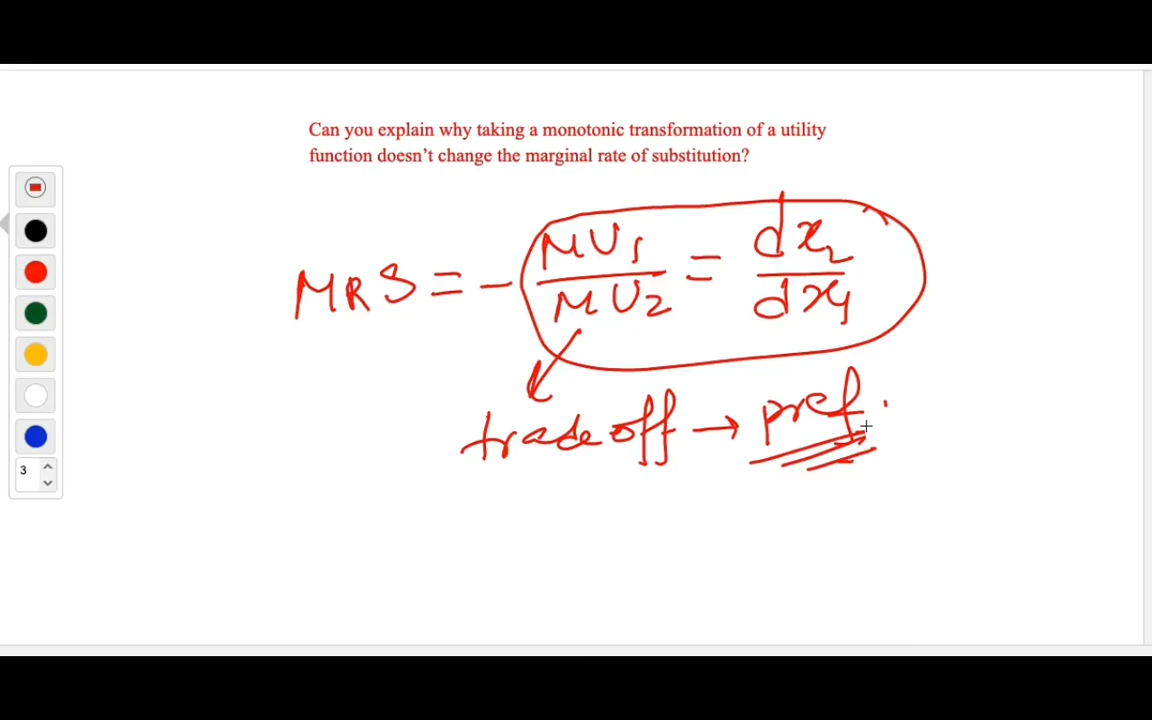 Can you explain why taking a monotonic transformation of a utility
function doesn't change the marginal rate of substitution?
MRS = - MU1/MU2 = dx2/dx1
tradeoff → pref.
3